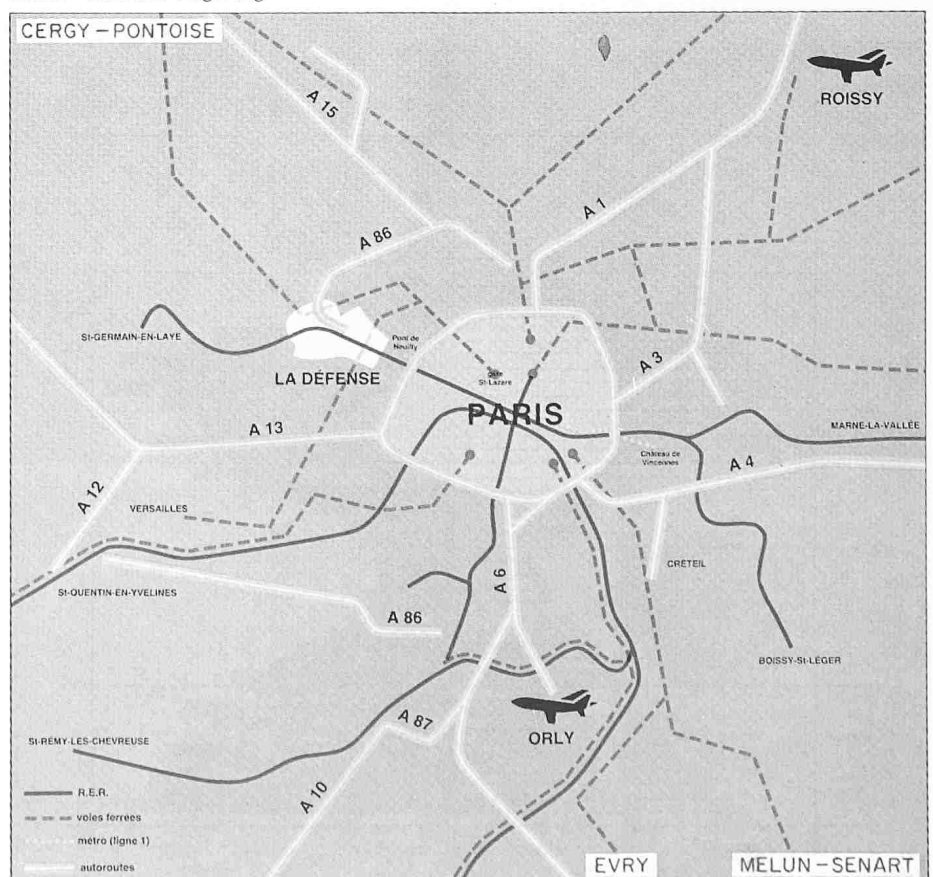 CERGY – PONTOISE
ROISSY
A 15
A 1
A 86
ST-GERMAIN-EN-LAYE
Pont de
Neuilly
LA DÉFENSE
St-Lazare
A 3
PARIS
MARNE-LA-VALLÉE
A 13
Château de
Vincennes
A 4
A 12
VERSAILLES
CRÉTEIL
A 6
St-QUENTIN-EN-YVELINES
A 86
BOISSY-St-LÉGER
A 87
ORLY
St-RÉMY-LES-CHEVREUSE
A 10
R.E.R.
voies ferrées
métro (ligne 1)
autoroutes
EVRY
MELUN – SENART